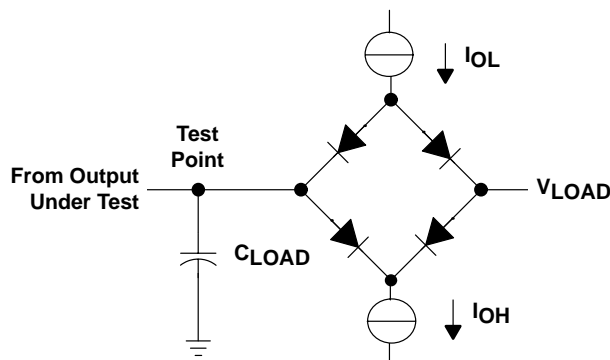 IOL
Test
Point
From Output
Under Test
VLOAD
CLOAD
IOH